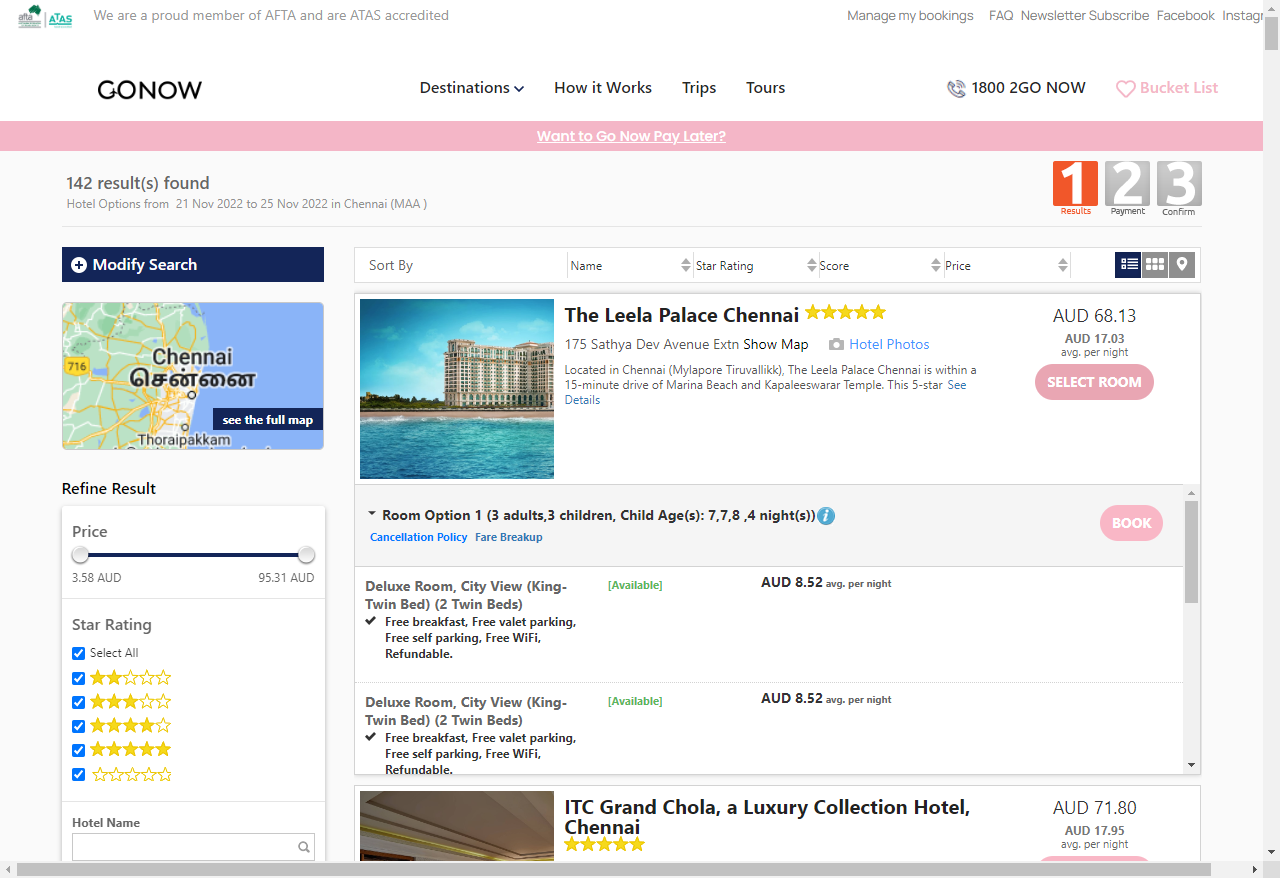 afta
ATAS
We are a proud member of AFTA and are ATAS accredited
Manage my bookings
FAQ
Newsletter Subscribe
Facebook
GONOW
Destinations
How it Works
Trips
Tours
1800 2GO NOW
Bucket List
Want to Go Now Pay Later?
142 result(s) found
Hotel Options from 21 Nov 2022 to 25 Nov 2022 in Chennai (MAA )
1 2 3
Results
Payment
Confirm
Modify Search
716
Chennai
சென்னை
see the full map
Thoraipakkam
Refine Result
Price
3.58 AUD
95.31 AUD
Star Rating
Select All
Hotel Name
Sort By
Name
Star Rating
Score
Price
The Leela Palace Chennai
175 Sathya Dev Avenue Extn Show Map
Hotel Photos
Located in Chennai (Mylapore Tiruvallikk), The Leela Palace Chennai is within a
15-minute drive of Marina Beach and Kapaleeswarar Temple. This 5-star See
Details
AUD 68.13
AUD 17.03
avg. per night
SELECT ROOM
Room Option 1 (3 adults,3 children, Child Age(s): 7,7,8 ,4 night(s))
Cancellation Policy
Fare Breakup
BOOK
Deluxe Room, City View (King-
Twin Bed) (2 Twin Beds)
Free breakfast, Free valet parking,
Free self parking, Free WiFi,
Refundable.
[Available]
AUD 8.52 avg. per night
Deluxe Room, City View (King-
Twin Bed) (2 Twin Beds)
Free breakfast, Free valet parking,
Free self parking, Free WiFi,
Refundable.
[Available]
AUD 8.52 avg. per night
ITC Grand Chola, a Luxury Collection Hotel,
Chennai
AUD 71.80
AUD 17.95
avg. per night